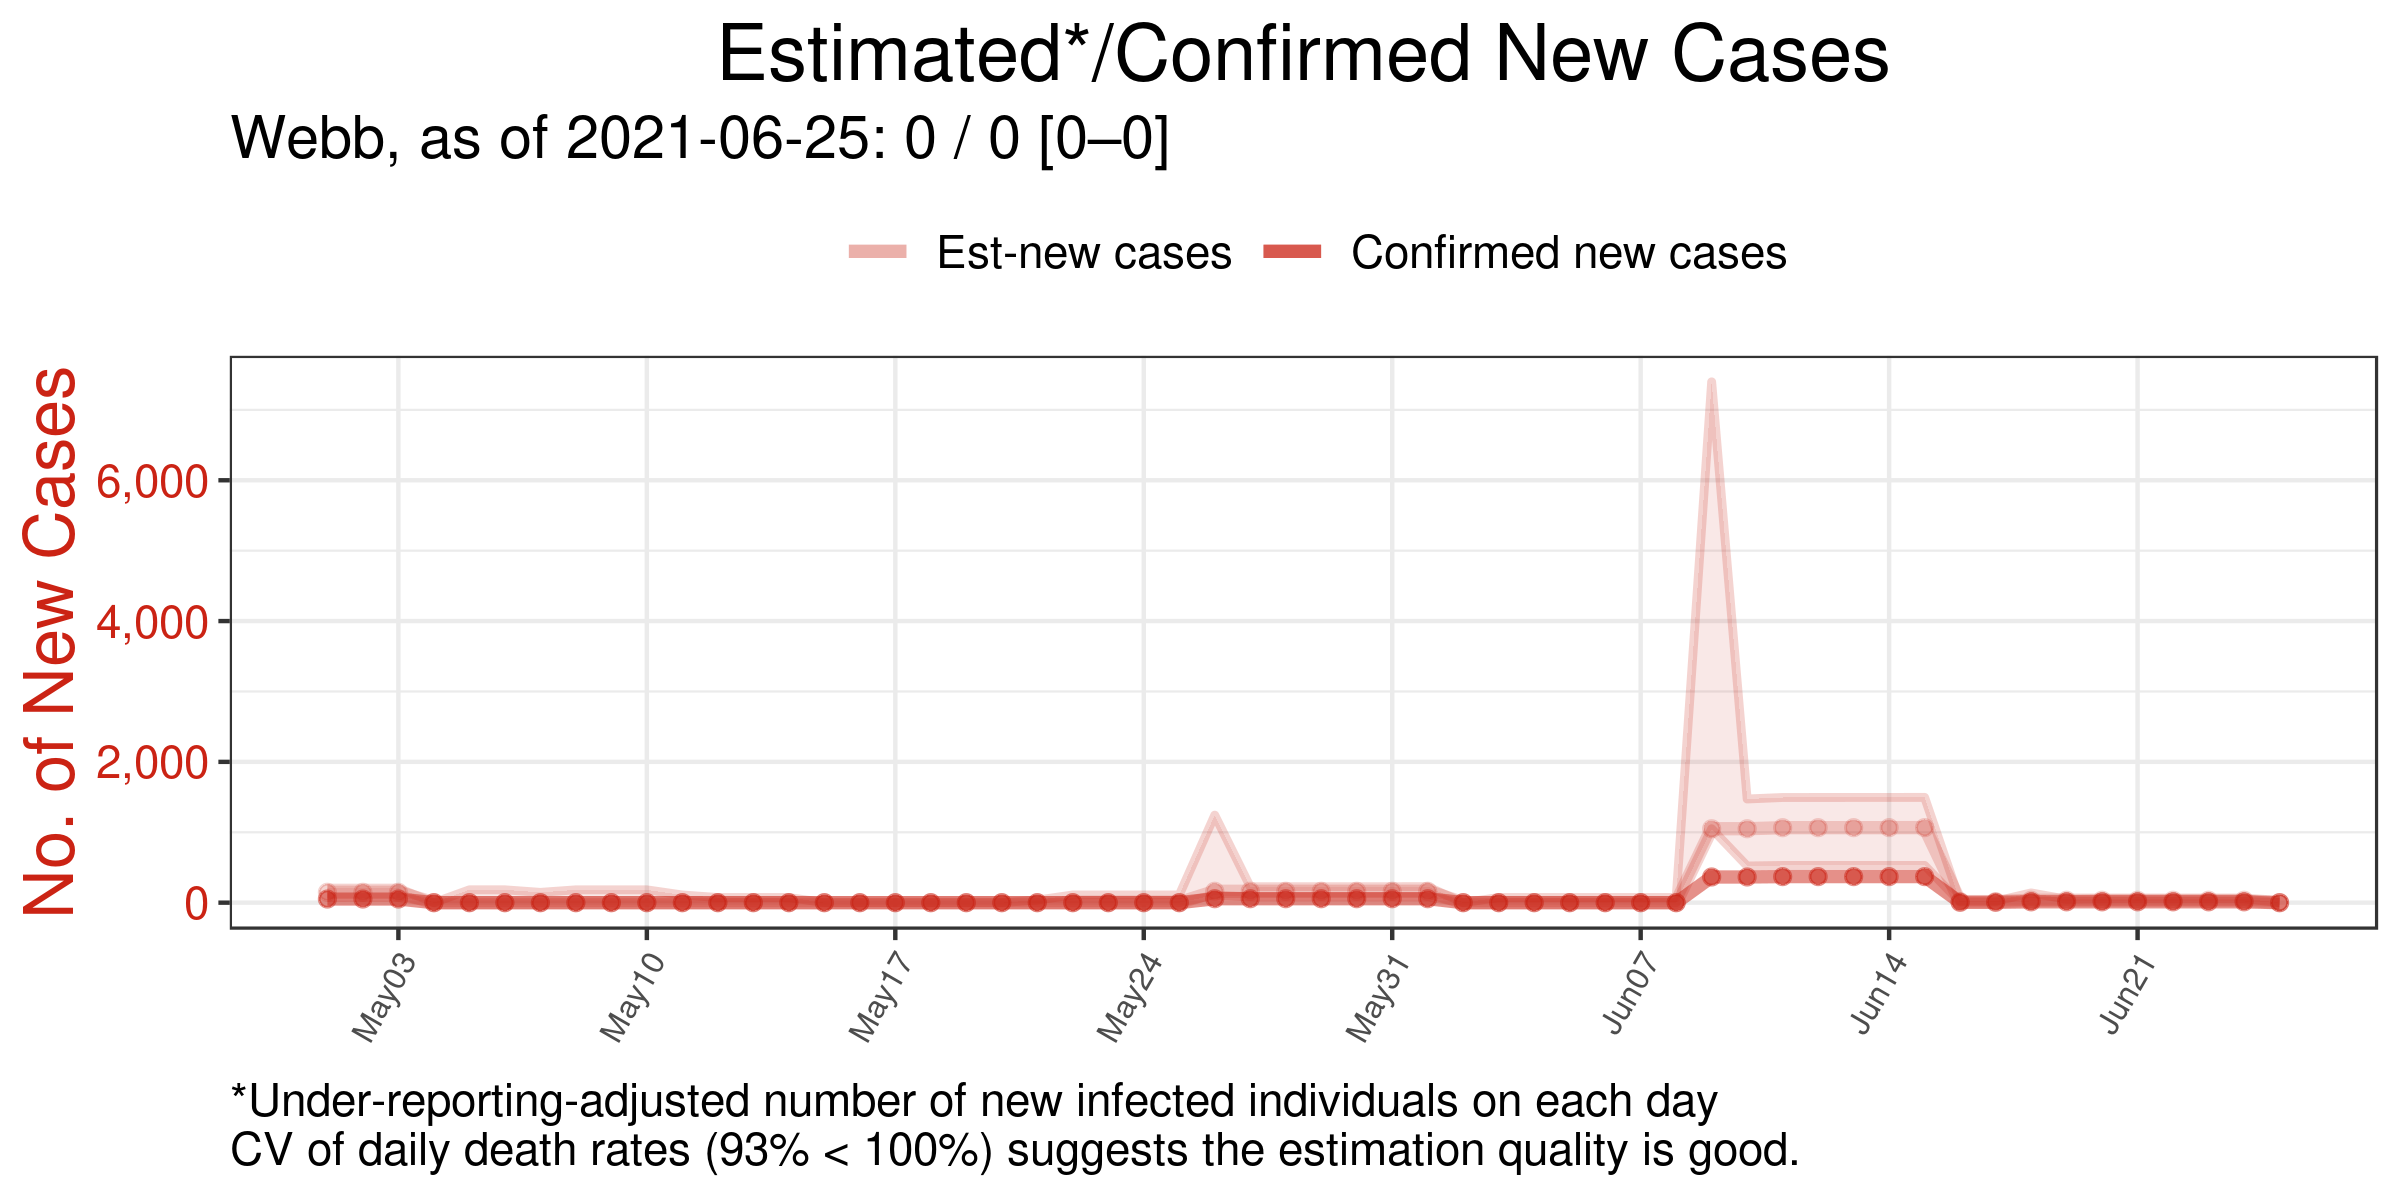 Estimated*/Confirmed New Cases
Webb, as of 2021-06-25: 0 / 0 [0–0]
Est-new cases Confirmed new cases
No. of New Cases
6,000
4,000
2,000
0
May03 May10 May17 May24 May31 Jun07 Jun14 Jun21
*Under-reporting-adjusted number of new infected individuals on each day
CV of daily death rates (93% < 100%) suggests the estimation quality is good.